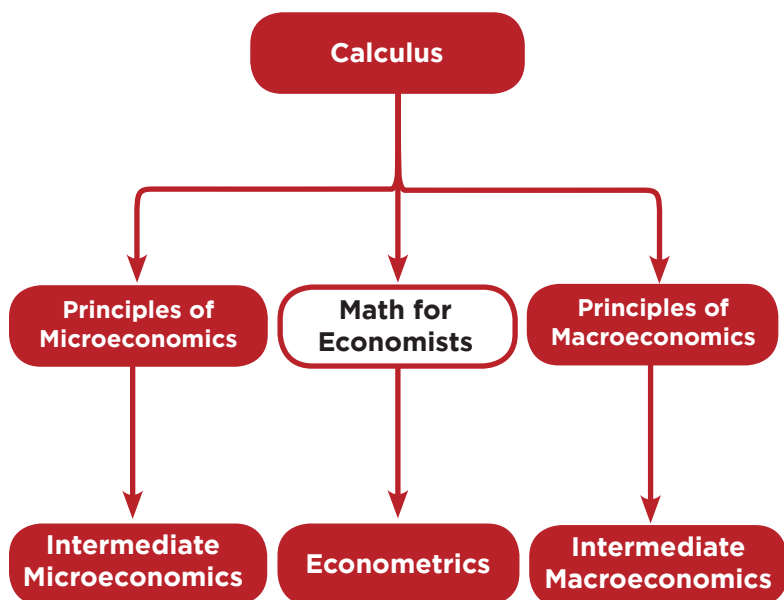 Calculus
Principles of
Microeconomics
Math for
Economists
Principles of
Macroeconomics
Intermediate
Microeconomics
Econometrics
Intermediate
Macroeconomics